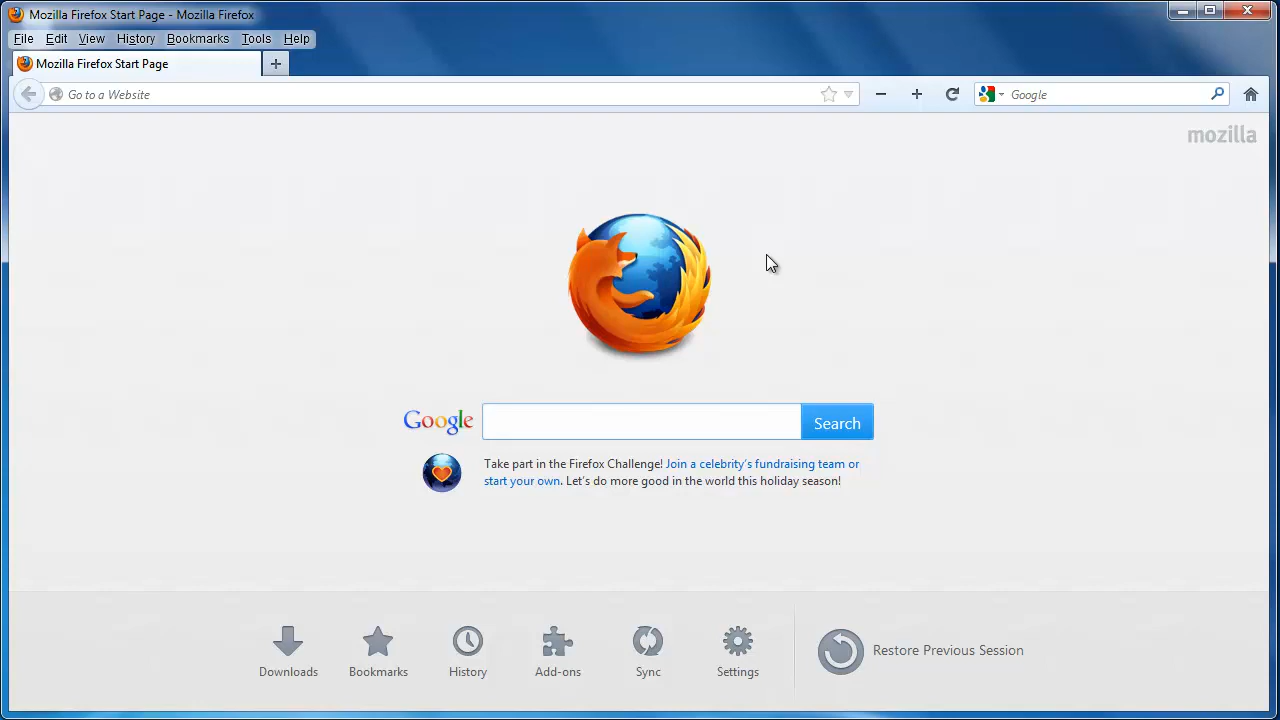 Mozilla Firefox Start Page - Mozilla Firefox
File Edit View History Bookmarks Tools Help
Mozilla Firefox Start Page
Go to a Website
Google
mozilla
Google
Search
Take part in the Firefox Challenge! Join a celebrity's fundraising team or
start your own. Let's do more good in the world this holiday season!
Downloads Bookmarks History Add-ons Sync Settings Restore Previous Session